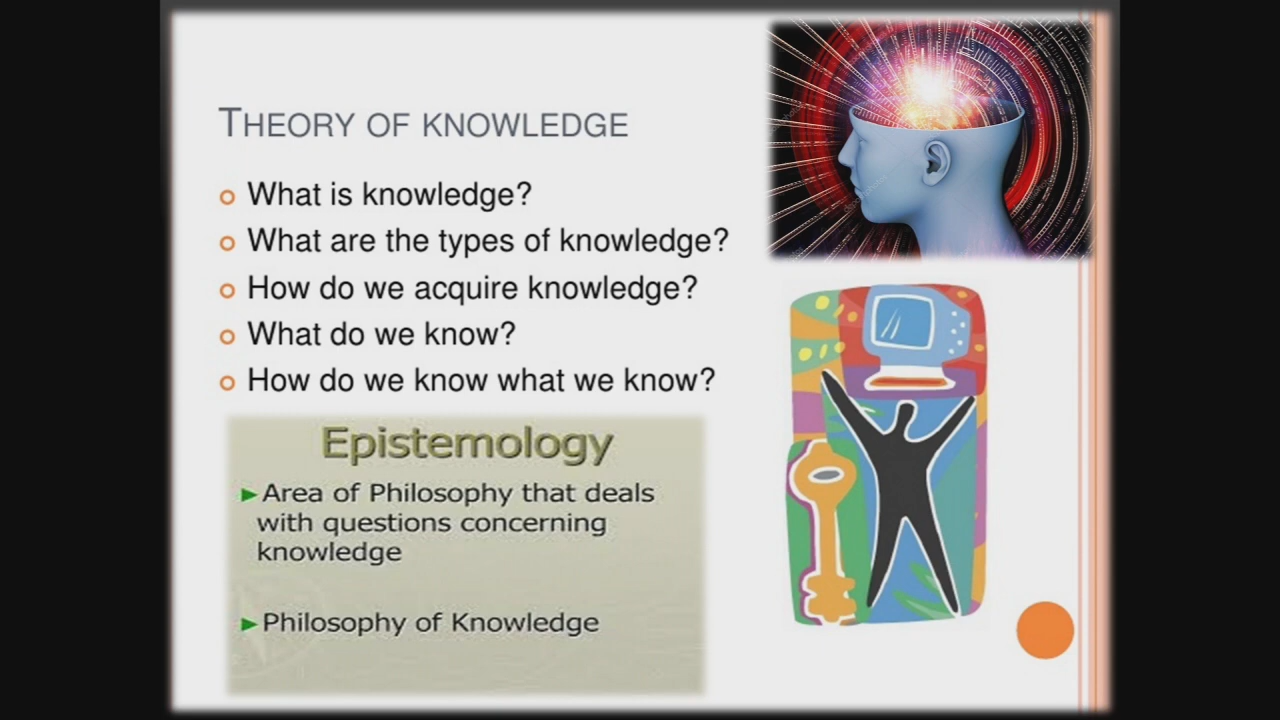 THEORY OF KNOWLEDGE
What is knowledge?
What are the types of knowledge?
How do we acquire knowledge?
What do we know?
How do we know what we know?
Epistemology
Area of Philosophy that deals
with questions concerning
knowledge
Philosophy of Knowledge